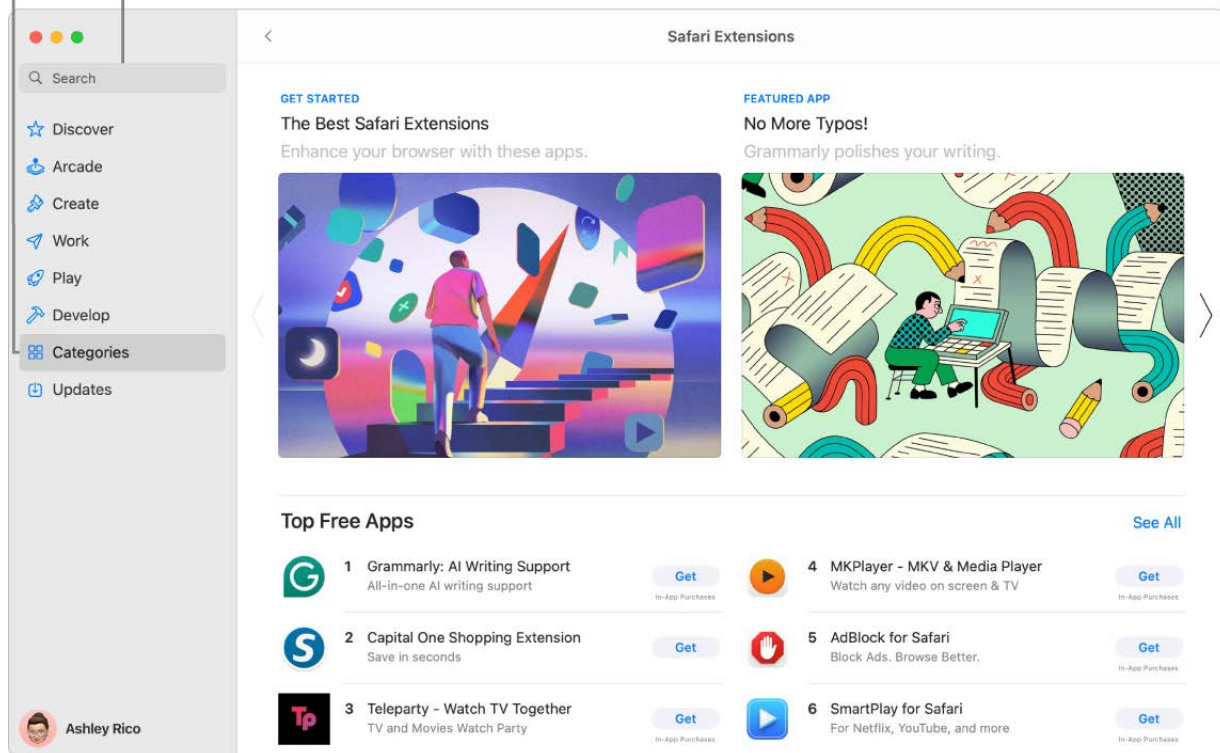 Safari Extensions
Search
Discover
Arcade
Create
Work
Play
Develop
Categories
Updates
Ashley Rico
GET STARTED
The Best Safari Extensions
Enhance your browser with these apps.
FEATURED APP
No More Typos!
Grammarly polishes your writing.
Top Free Apps
See All
G
1 Grammarly: AI Writing Support
All-in-one AI writing support
Get
In-App Purchases
S
2 Capital One Shopping Extension
Save in seconds
Get
Tp
3 Teleparty - Watch TV Together
TV and Movies Watch Party
Get
In-App Purchases
4 MKPlayer - MKV & Media Player
Watch any video on screen & TV
Get
In-App Purchases
5 AdBlock for Safari
Block Ads. Browse Better.
Get
In-App Purchases
6 SmartPlay for Safari
For Netflix, YouTube, and more
Get
In-App Purchases